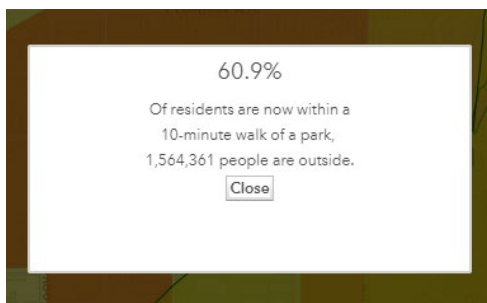 60.9%
Of residents are now within a
10-minute walk of a park,
1,564,361 people are outside.
Close